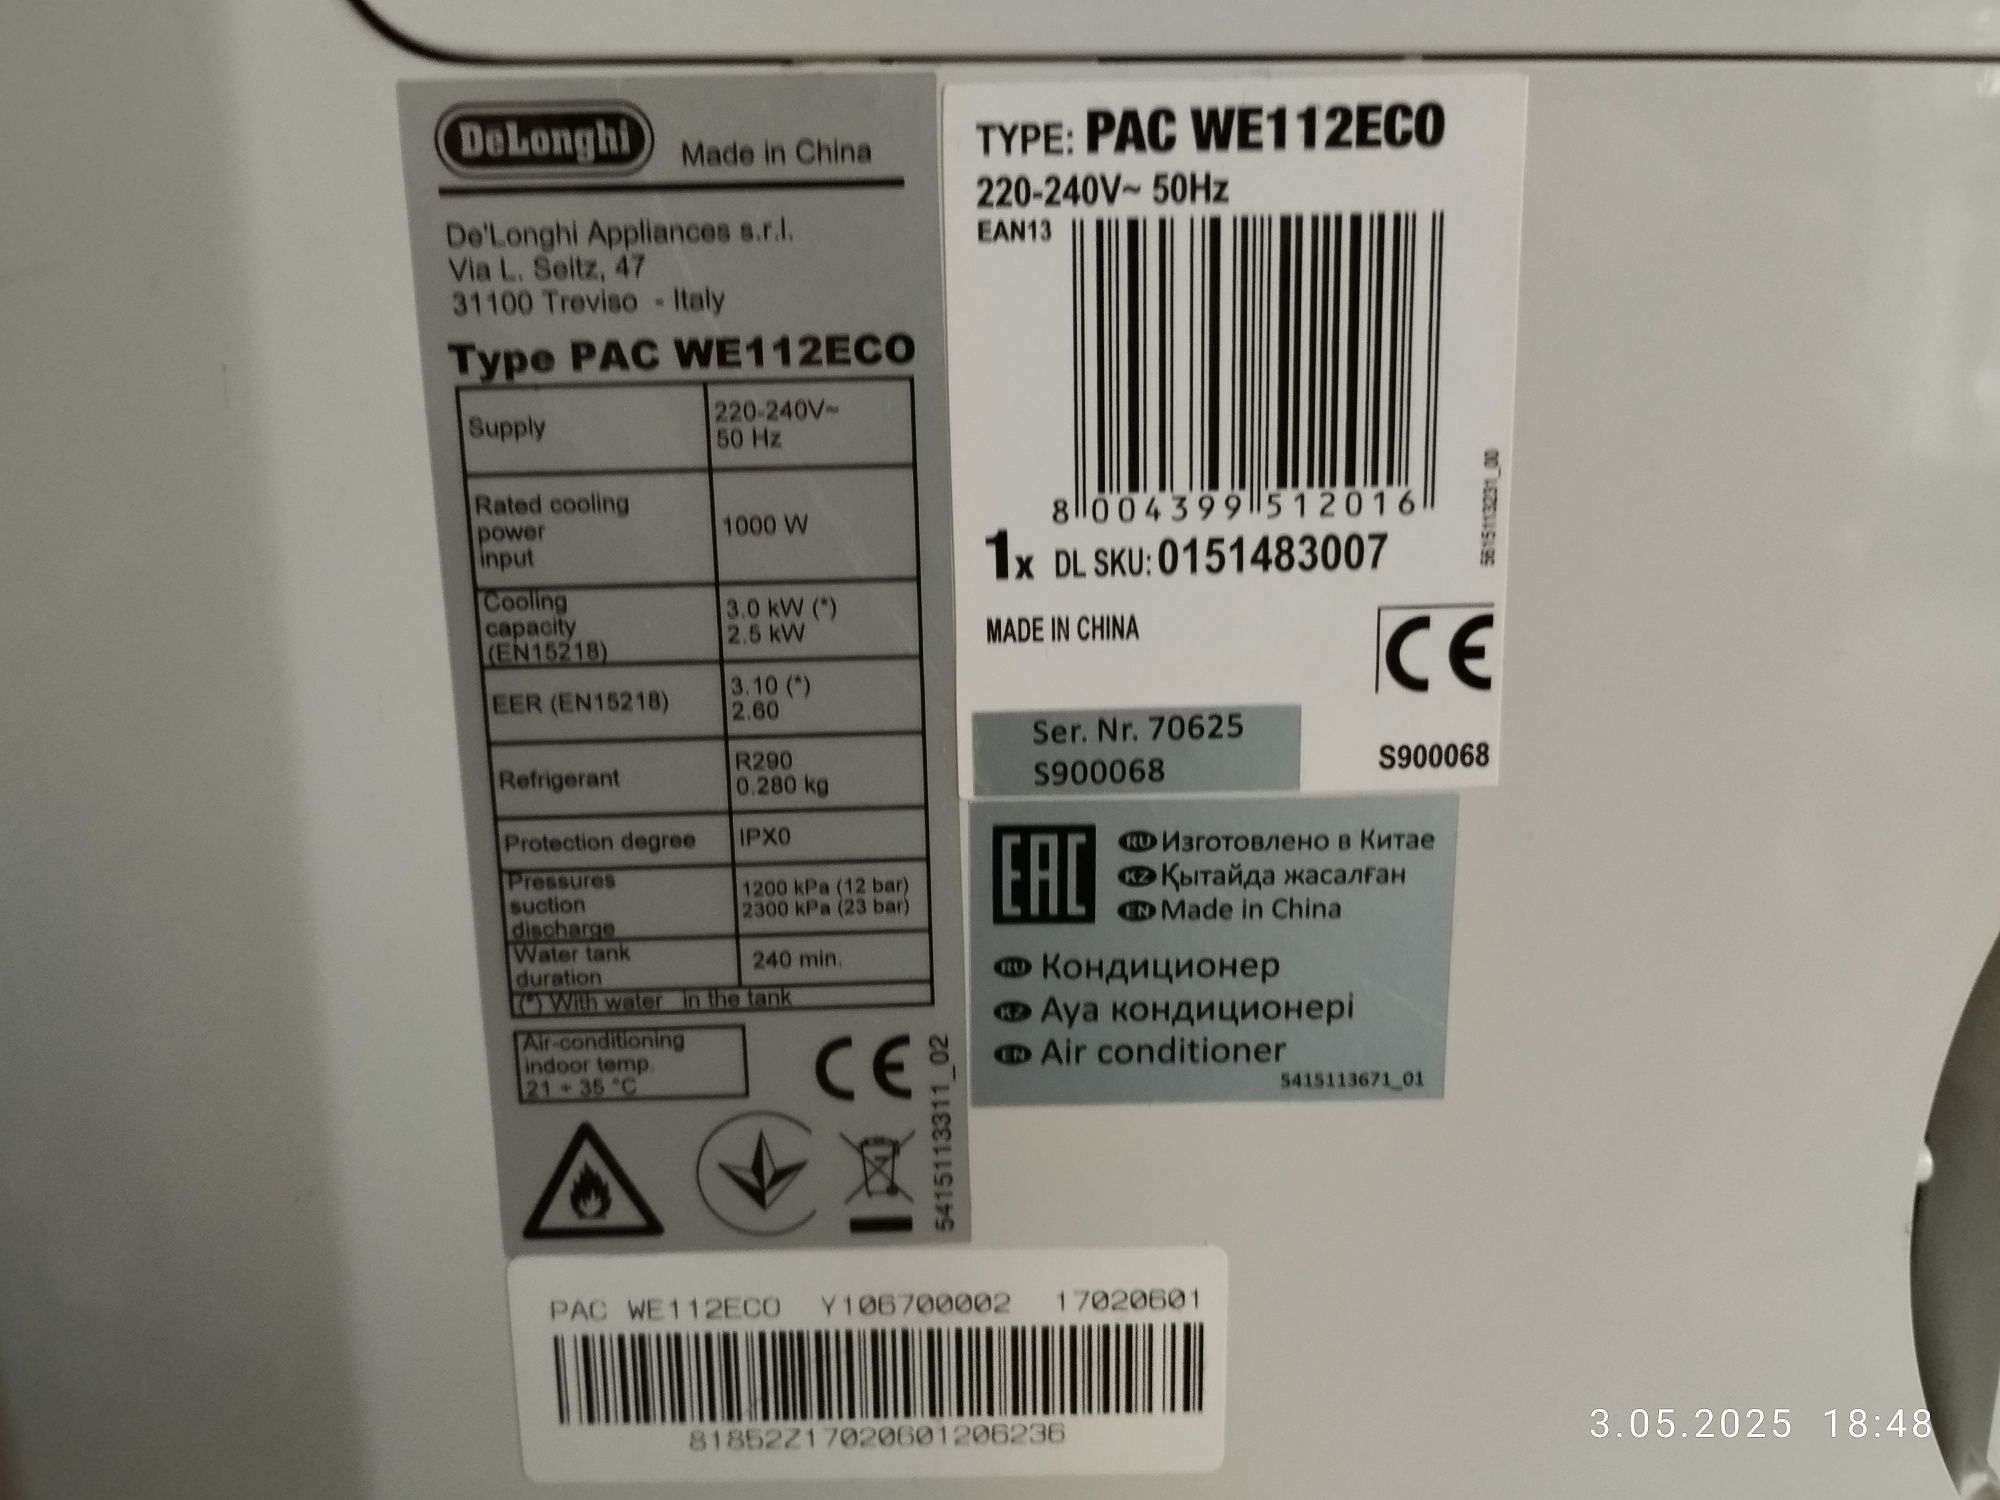 DeLonghi Made in China
De'Longhi Appliances s.r.l.
Via L. Seitz, 47
31100 Treviso - Italy
Type PAC WE112ECO
Supply
220-240V~
50 Hz
Rated cooling
power
input
1000 W
Cooling
capacity
(EN15218)
3.0 kW (*)
2.5 kW
EER (EN15218)
3.10 (*)
2.60
Refrigerant
R290
0.280 kg
Protection degree
IPX0
Pressures
suction
discharge
1200 kPa (12 bar)
2300 kPa (23 bar)
Water tank
duration
240 min.
(*) With water in the tank
Air-conditioning
indoor temp.
21 ÷ 35 °C
CE
5415113311_02
TYPE: PAC WE112ECO
220-240V~ 50Hz
EAN13
8 004399 512016
5615113231_00
1x DL SKU: 0151483007
MADE IN CHINA
CE
Ser. Nr. 70625
S900068
S900068
EAC
RU Изготовлено в Китае
KZ Қытайда жасалған
EN Made in China
RU Кондиционер
KZ Ауа кондиционері
EN Air conditioner
5415113671_01
PAC WE112ECO Y106700002 17020601
81852Z17020601206236
3.05.2025 18:48